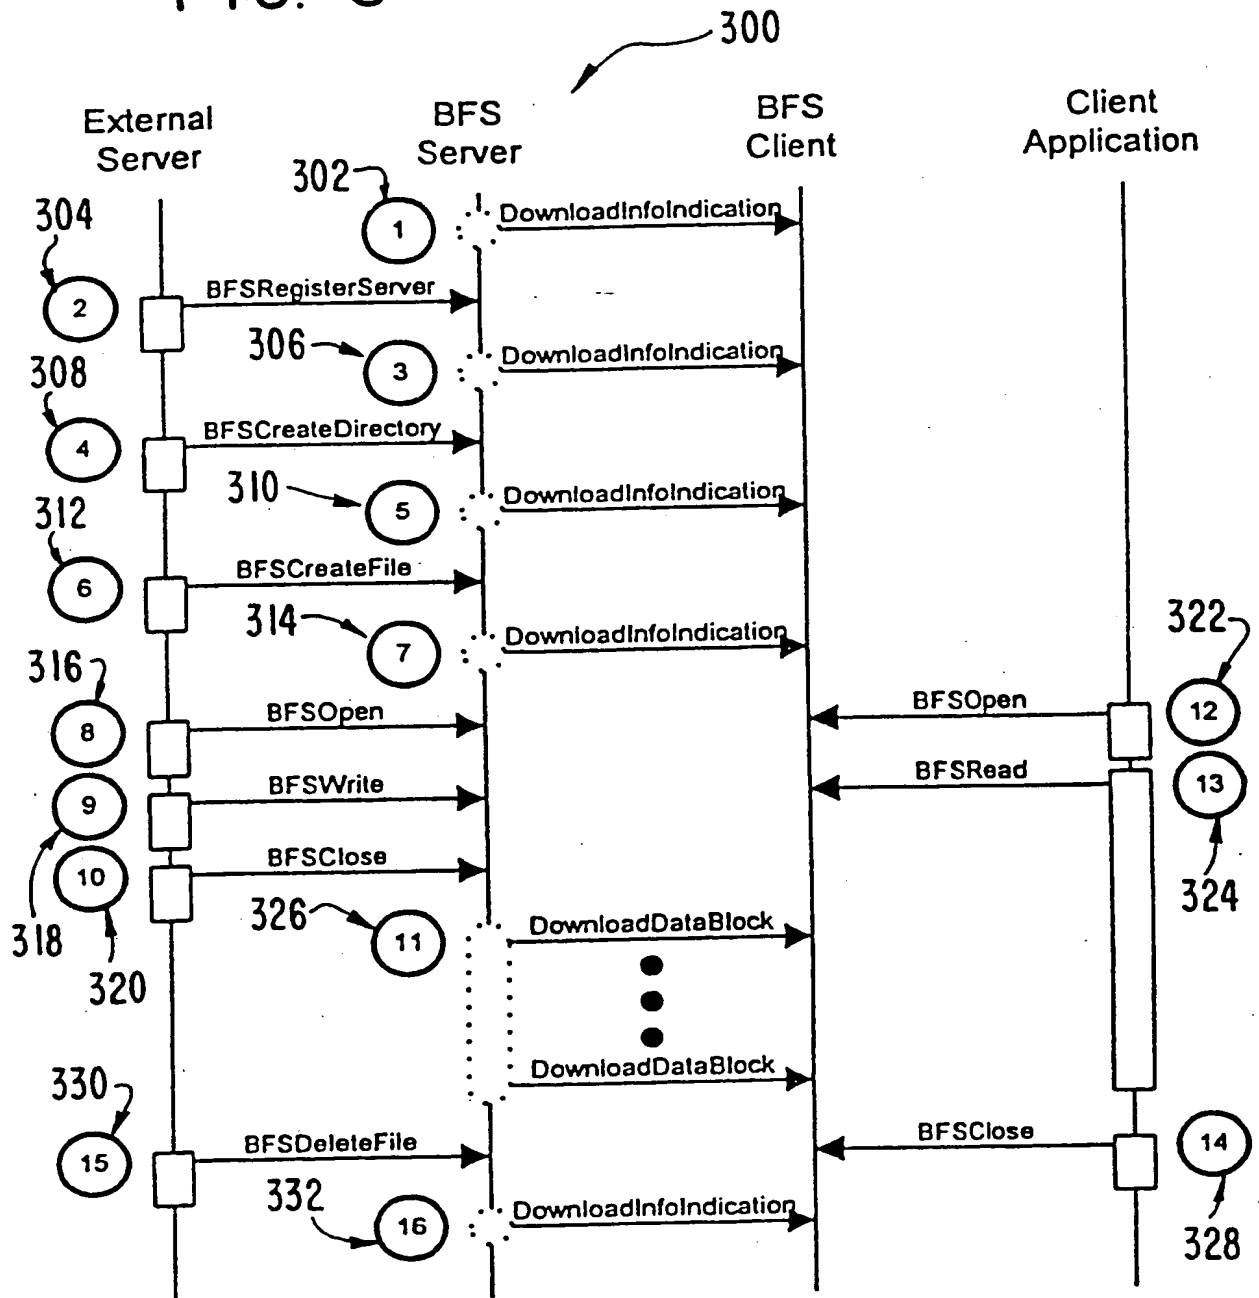 300
External
Server
BFS
Server
BFS
Client
Client
Application
302
1
DownloadInfoIndication
304
2
BFSRegisterServer
306
3
DownloadInfoIndication
308
4
BFSCreateDirectory
310
5
DownloadInfoIndication
312
6
BFSCreateFile
314
7
DownloadInfoIndication
322
316
8
BFSOpen
BFSOpen
12
9
BFSWrite
BFSRead
13
318
10
BFSClose
324
320
326
11
DownloadDataBlock
DownloadDataBlock
330
15
BFSDeleteFile
BFSClose
14
332
16
DownloadInfoIndication
328